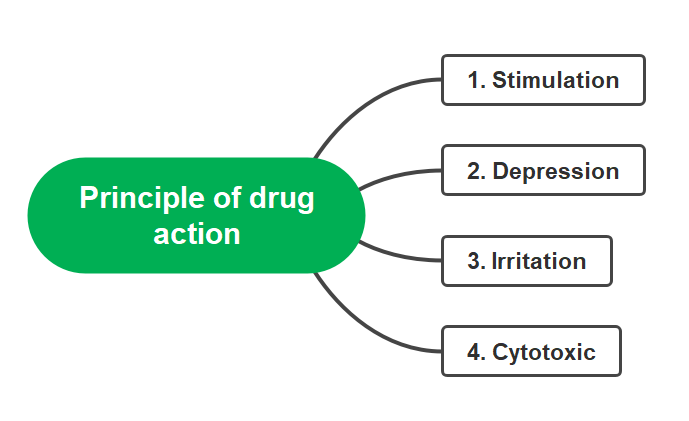 Principle of drug
action
1. Stimulation
2. Depression
3. Irritation
4. Cytotoxic